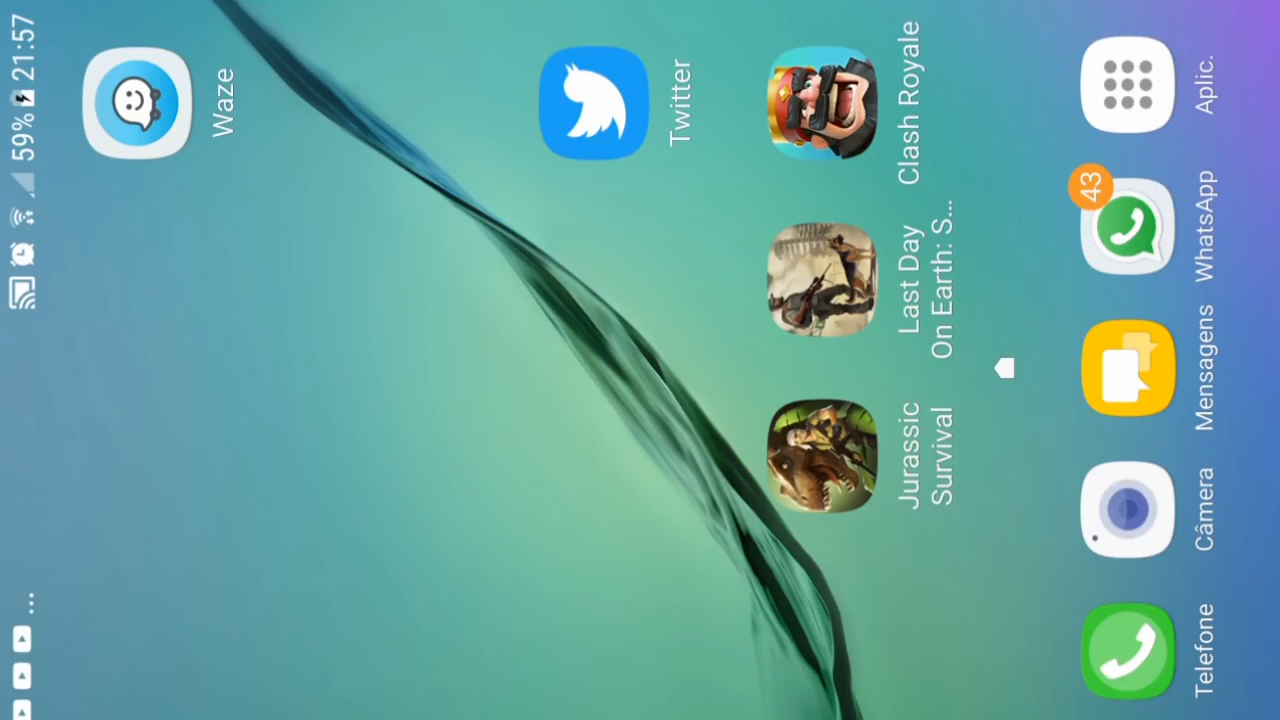 ...
59% 21:57
Waze
Twitter
Jurassic
Survival
Last Day
On Earth: S...
Clash Royale
Telefone
Câmera
Mensagens
43
WhatsApp
Aplic.